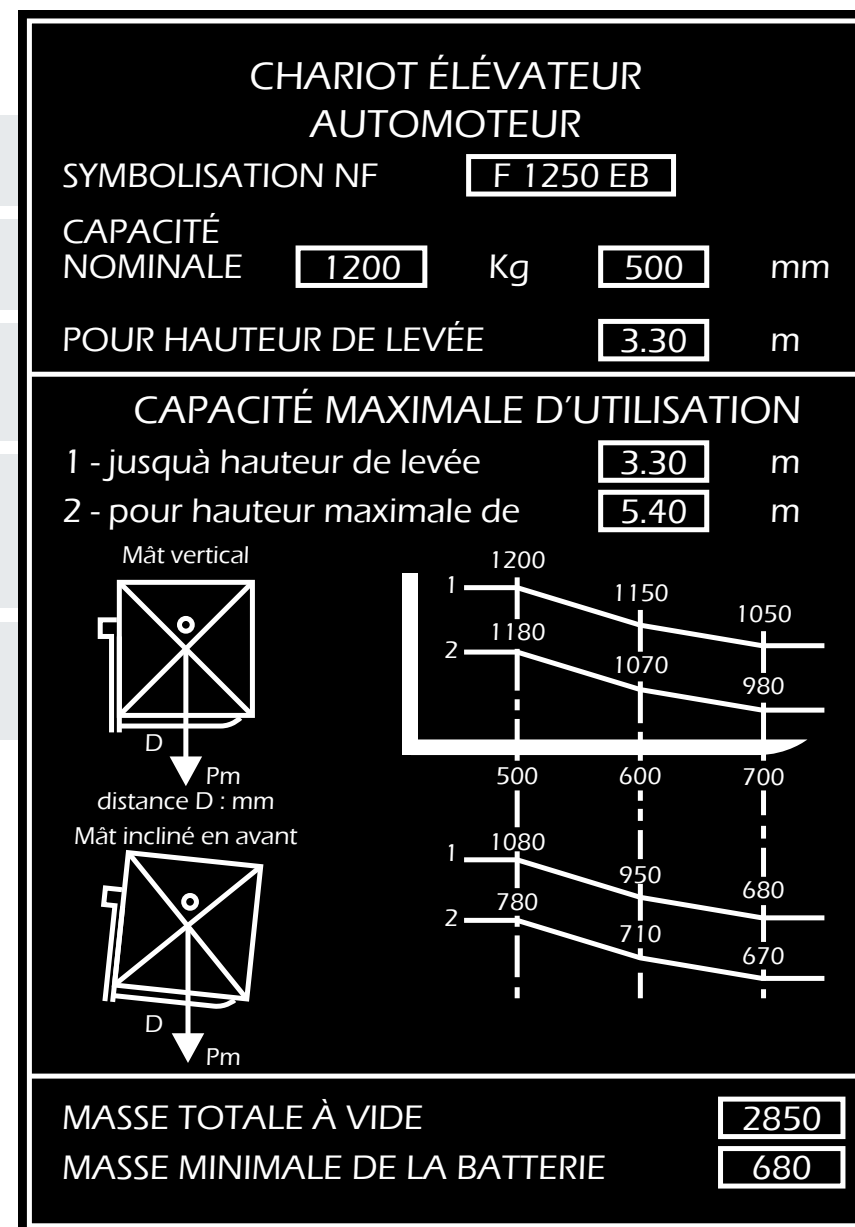 CHARIOT ÉLÉVATEUR
AUTOMOTEUR
SYMBOLISATION NF F 1250 EB
CAPACITÉ
NOMINALE 1200 Kg 500 mm
POUR HAUTEUR DE LEVÉE 3.30 m
CAPACITÉ MAXIMALE D'UTILISATION
1 - jusquà hauteur de levée 3.30 m
2 - pour hauteur maximale de 5.40 m
Mât vertical
D
Pm
distance D : mm
1200
1 1150 1050
1180
2 1070 980
500 600 700
Mât incliné en avant
D
Pm
1080
1 950 680
780
2 710 670
MASSE TOTALE À VIDE 2850
MASSE MINIMALE DE LA BATTERIE 680